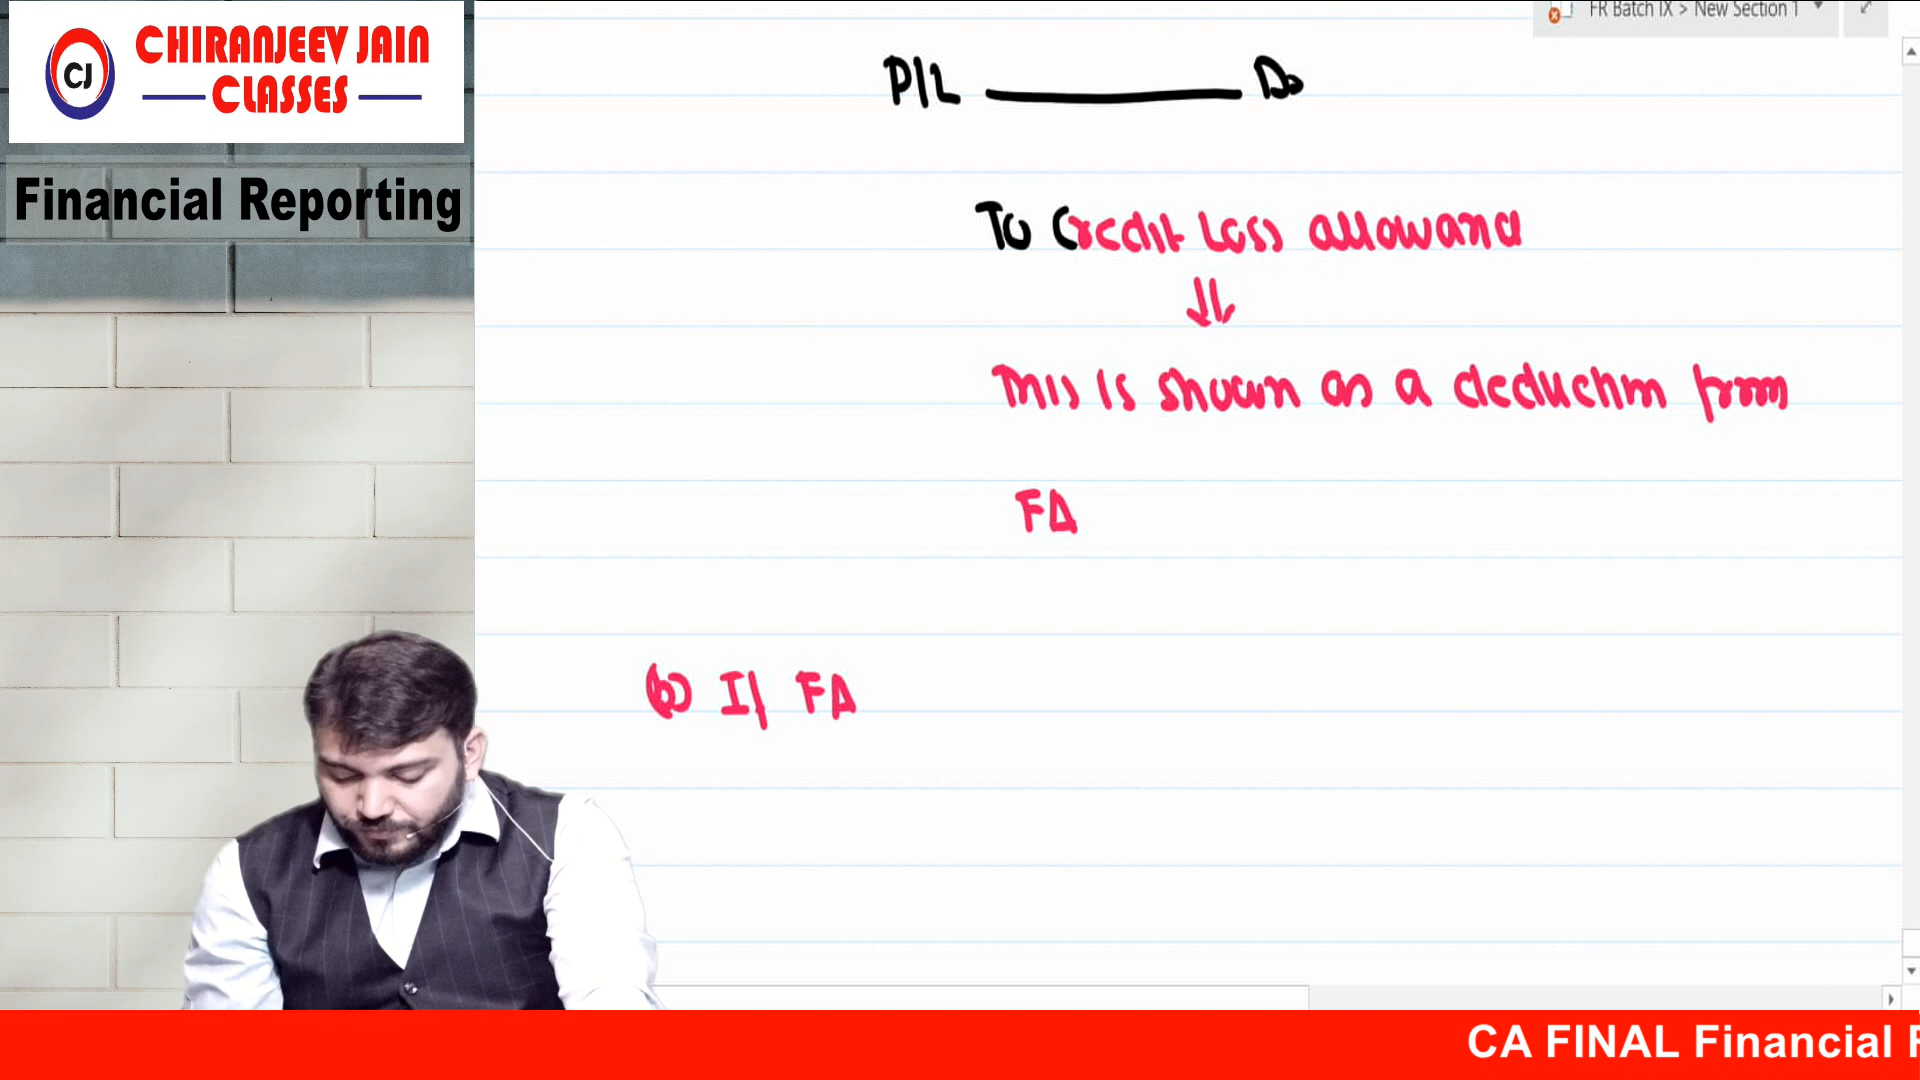 CHIRANJEEV JAIN
CLASSES
CJ
Financial Reporting
FR Batch IX > New Section 1
P/L ———— Dr
To Credit Loss allowance
This is shown as a deduction from
FA
(b) If FA
CA FINAL Financial